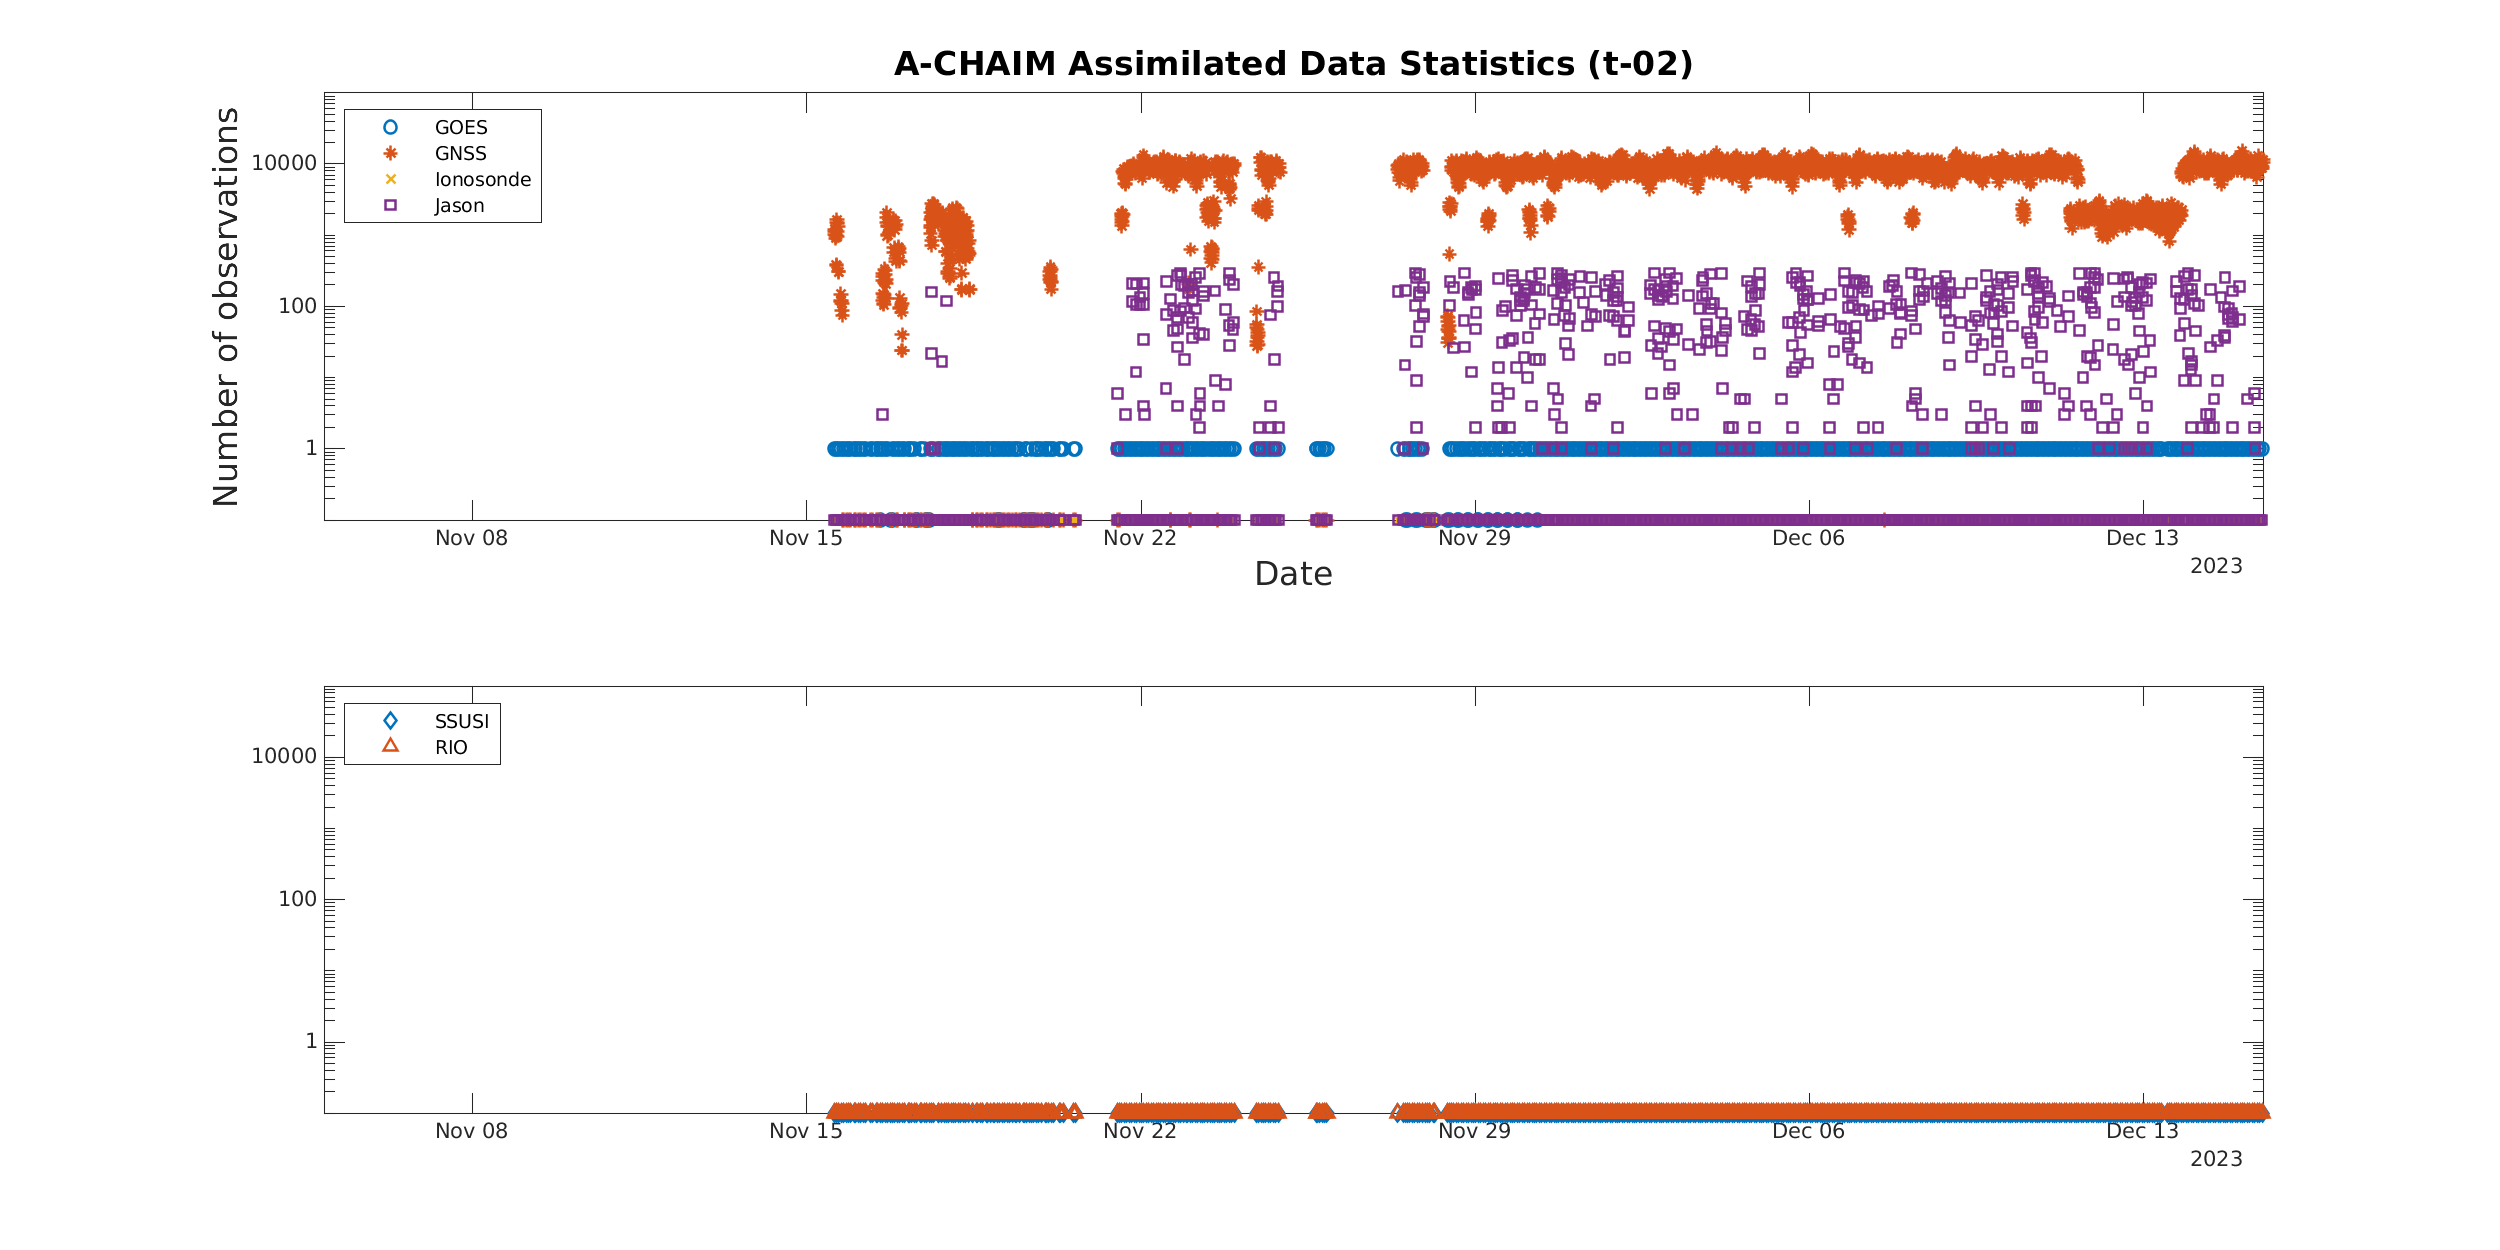 A-CHAIM Assimilated Data Statistics (t-02)
Number of observations
10000
100
1
GOES
GNSS
Ionosonde
Jason
Nov 08 Nov 15 Nov 22 Nov 29 Dec 06 Dec 13
2023
Date
10000
100
1
SSUSI
RIO
Nov 08 Nov 15 Nov 22 Nov 29 Dec 06 Dec 13
2023